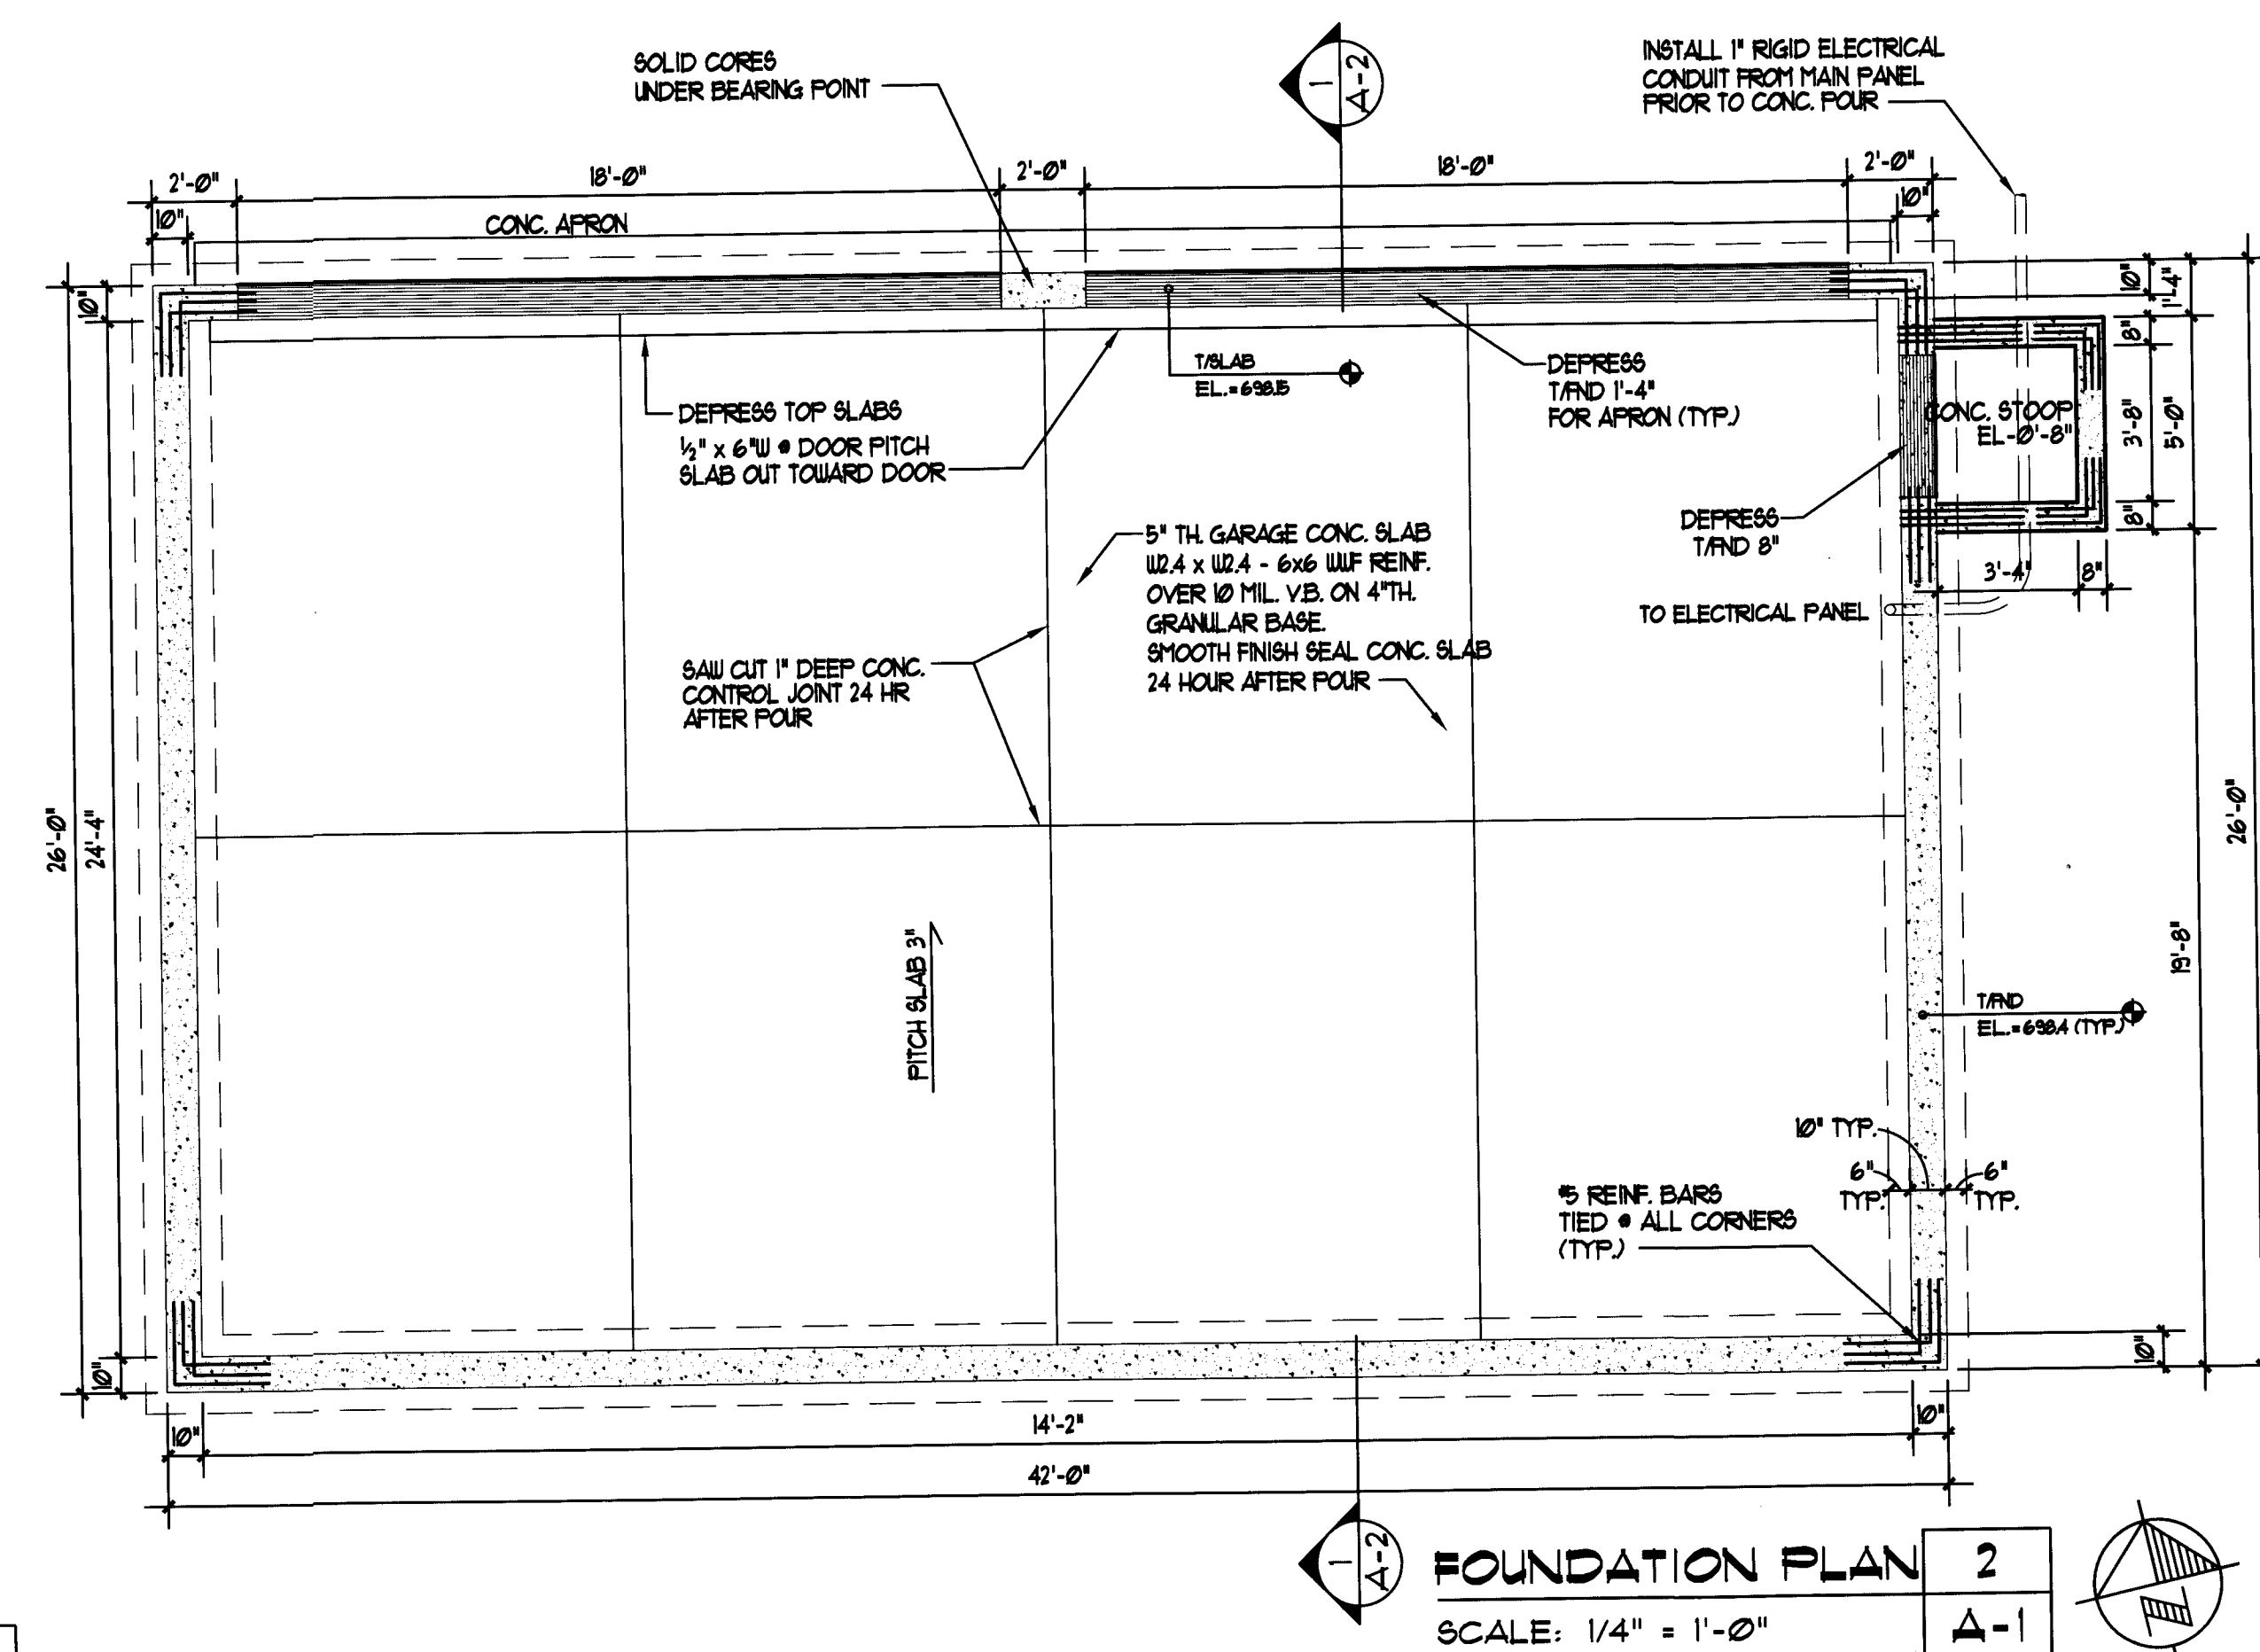 SOLID CORES
UNDER BEARING POINT
1
A-2
INSTALL 1" RIGID ELECTRICAL
CONDUIT FROM MAIN PANEL
PRIOR TO CONC. POUR
2'-0"
18'-0"
2'-0"
18'-0"
2'-0"
10"
10"
CONC. APRON
10"
10"
1'-4"
T/SLAB
EL.=698.15
DEPRESS
T/FND 1'-4"
FOR APRON (TYP.)
DEPRESS TOP SLABS
1/2" x 6"W @ DOOR PITCH
SLAB OUT TOWARD DOOR
8"
3'-8"
5'-0"
8"
CONC. STOOP
EL-0'-8"
DEPRESS
T/FND 8"
3'-4"
8"
5" TH. GARAGE CONC. SLAB
W2.4 x W2.4 - 6x6 WWF REINF.
OVER 10 MIL. V.B. ON 4"TH.
GRANULAR BASE.
SMOOTH FINISH SEAL CONC. SLAB
24 HOUR AFTER POUR
TO ELECTRICAL PANEL
SAW CUT 1" DEEP CONC.
CONTROL JOINT 24 HR
AFTER POUR
26'-0"
24'-4"
26'-0"
19'-8"
PITCH SLAB 3"
T/FND
EL.=698.4 (TYP.)
10" TYP.
6"
TYP.
6"
TYP.
#5 REINF. BARS
TIED @ ALL CORNERS
(TYP.)
10"
10"
10"
14'-2"
10"
42'-0"
1
A-2
FOUNDATION PLAN
2
A-1
SCALE: 1/4" = 1'-0"
N